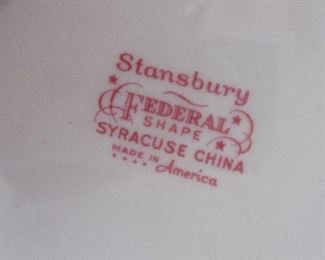 Stansbury
FEDERAL
SHAPE
SYRACUSE CHINA
MADE IN America